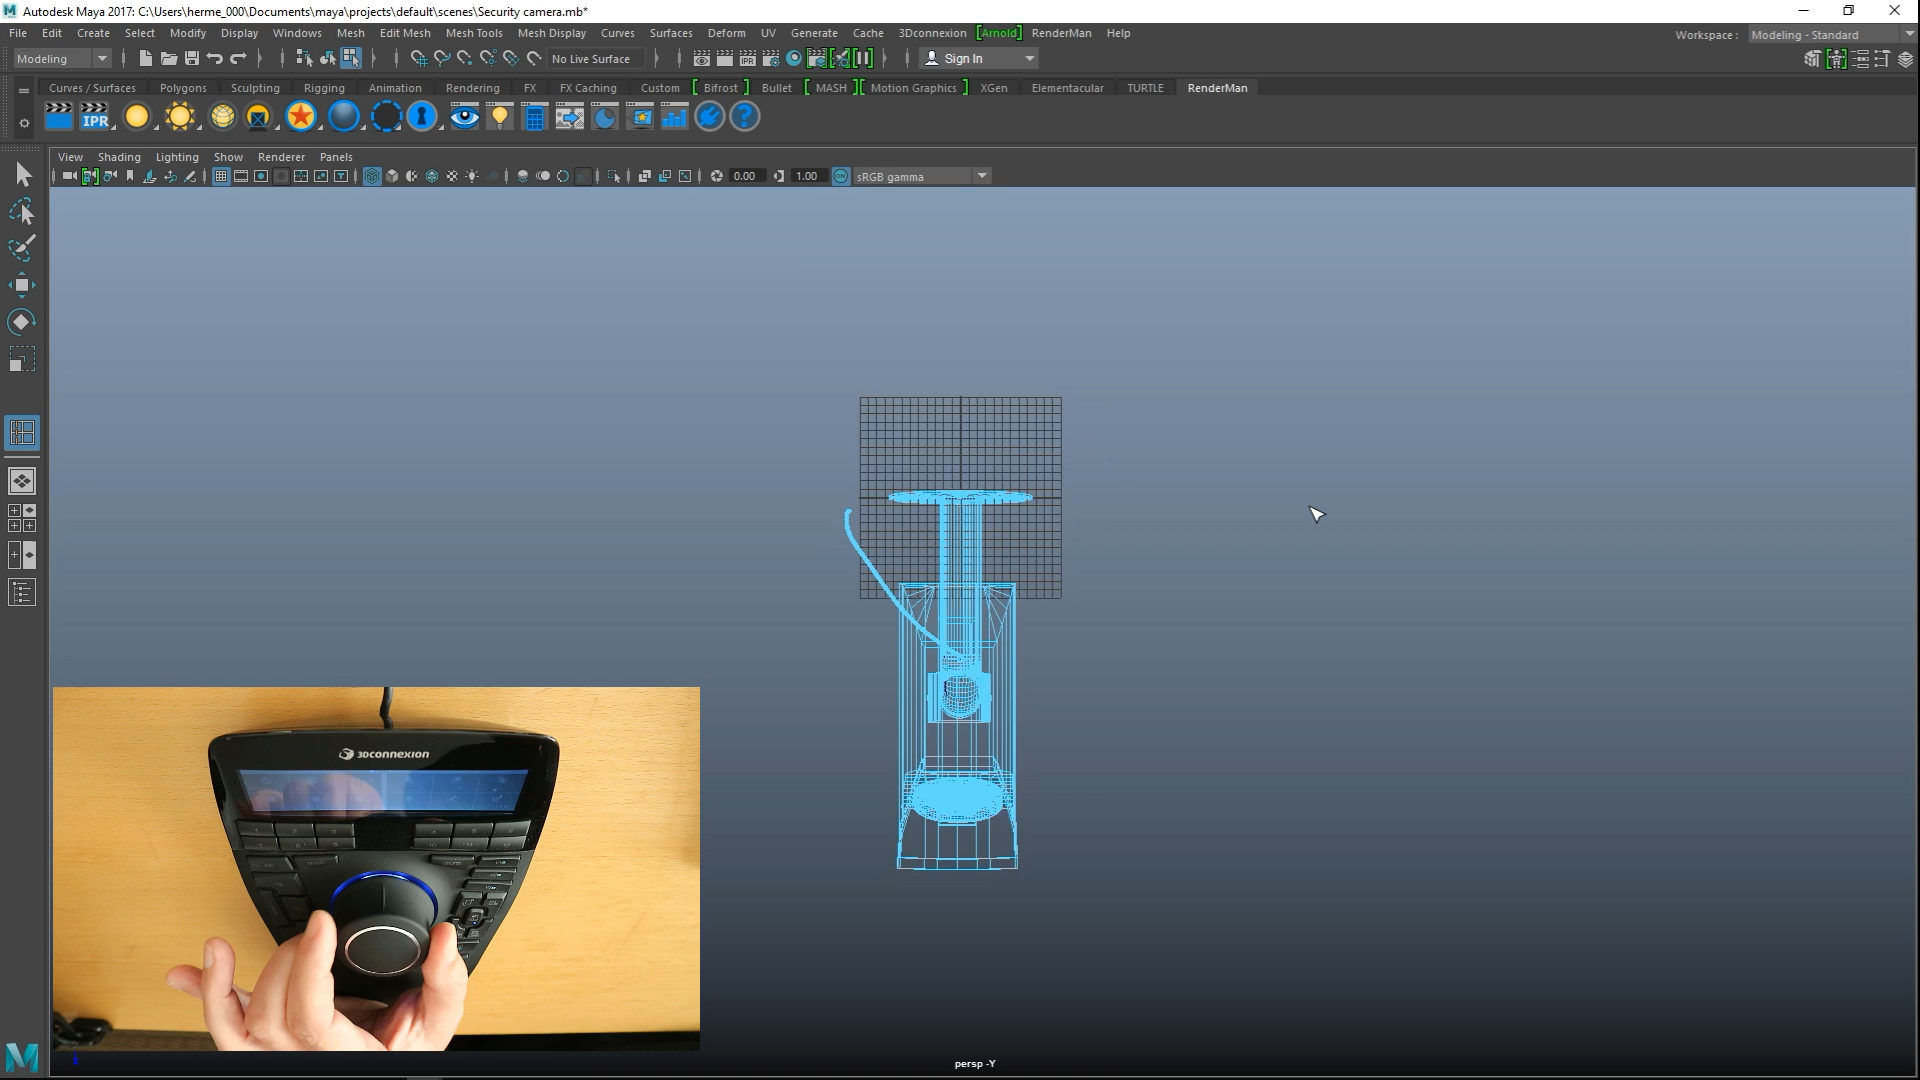 Autodesk Maya 2017: C:\Users\herme_000\Documents\maya\projects\default\scenes\Security camera.mb*
File Edit Create Select Modify Display Windows Mesh Edit Mesh Mesh Tools Mesh Display Curves Surfaces Deform UV Generate Cache 3Dconnexion [Arnold] RenderMan Help
Workspace : Modeling - Standard
Modeling No Live Surface Sign In
Curves / Surfaces Polygons Sculpting Rigging Animation Rendering FX FX Caching Custom [ Bifrost ] Bullet [ MASH ] [ Motion Graphics ] XGen Elementacular TURTLE RenderMan
IPR
View Shading Lighting Show Renderer Panels
0.00 1.00 ON sRGB gamma
3Dconnexion
persp -Y